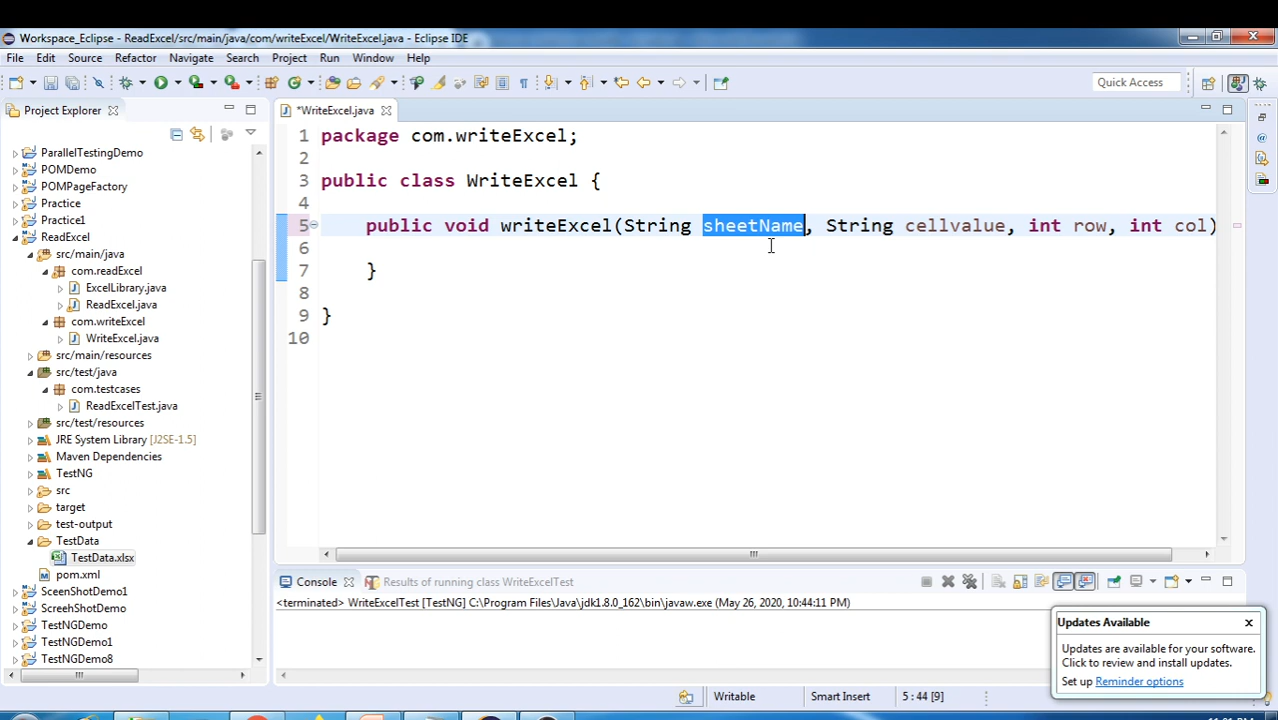 Workspace_Eclipse - ReadExcel/src/main/java/com/writeExcel/WriteExcel.java - Eclipse IDE
File Edit Source Refactor Navigate Search Project Run Window Help
Quick Access
Project Explorer
*WriteExcel.java
ParallelTestingDemo
POMDemo
POMPageFactory
Practice
Practice1
ReadExcel
src/main/java
com.readExcel
ExcelLibrary.java
ReadExcel.java
com.writeExcel
WriteExcel.java
src/main/resources
src/test/java
com.testcases
ReadExcelTest.java
src/test/resources
JRE System Library [J2SE-1.5]
Maven Dependencies
TestNG
src
target
test-output
TestData
TestData.xlsx
pom.xml
SceenShotDemo1
ScreehShotDemo
TestNGDemo
TestNGDemo1
TestNGDemo8
1 package com.writeExcel;
2
3 public class WriteExcel {
4
5 public void writeExcel(String sheetName, String cellvalue, int row, int col)
6
7 }
8
9 }
10
Console Results of running class WriteExcelTest
<terminated> WriteExcelTest [TestNG] C:\Program Files\Java\jdk1.8.0_162\bin\javaw.exe (May 26, 2020, 10:44:11 PM)
Updates Available
Updates are available for your software.
Click to review and install updates.
Set up Reminder options
Writable Smart Insert 5 : 44 [9]